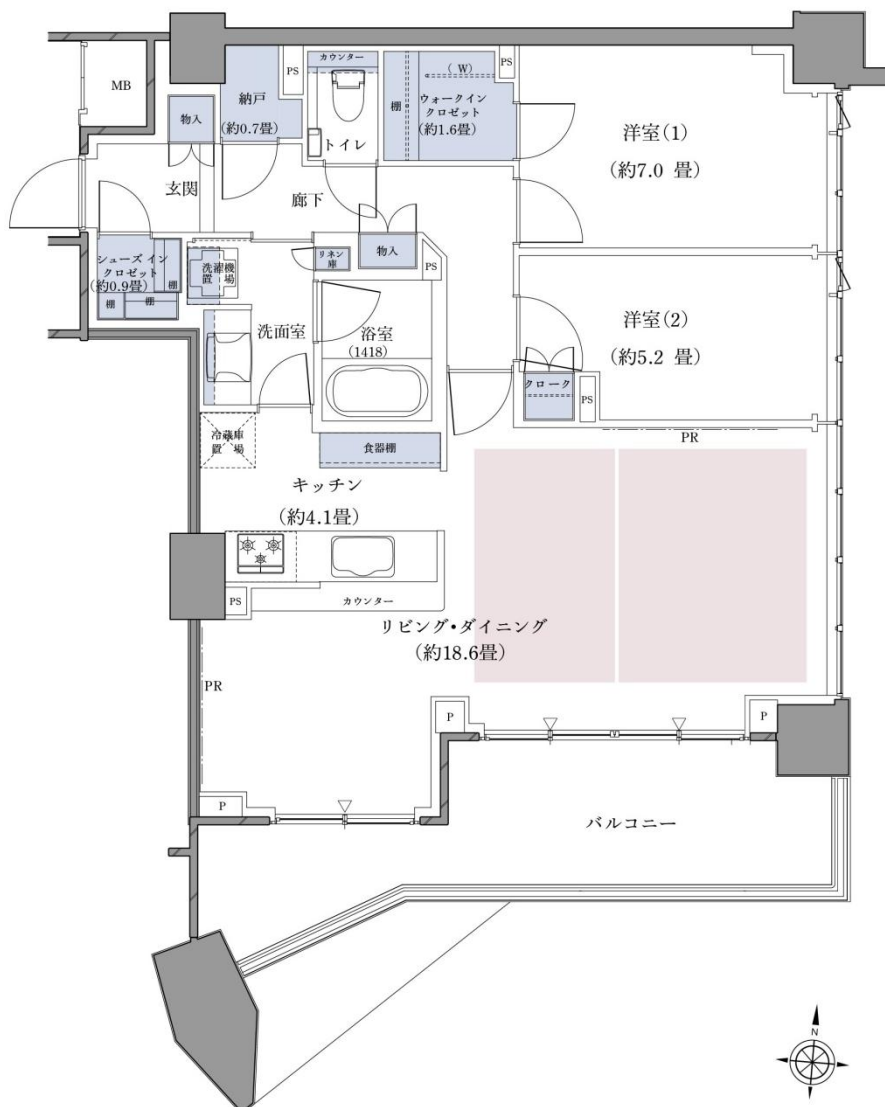 MB
物入
納戸
(約0.7畳)
PS
カウンター
トイレ
棚
(W)
ウォークイン
クロゼット
(約1.6畳)
PS
洋室(1)
(約7.0 畳)
玄関
廊下
シューズ イン
クロゼット
(約0.9畳)
棚
棚
棚
洗濯機
置場
リネン
庫
物入
PS
洗面室
浴室
(1418)
洋室(2)
(約5.2 畳)
クローク
PS
冷蔵庫
置場
食器棚
PR
キッチン
(約4.1畳)
PS
カウンター
リビング・ダイニング
(約18.6畳)
PR
P
P
V
P
バルコニー
N